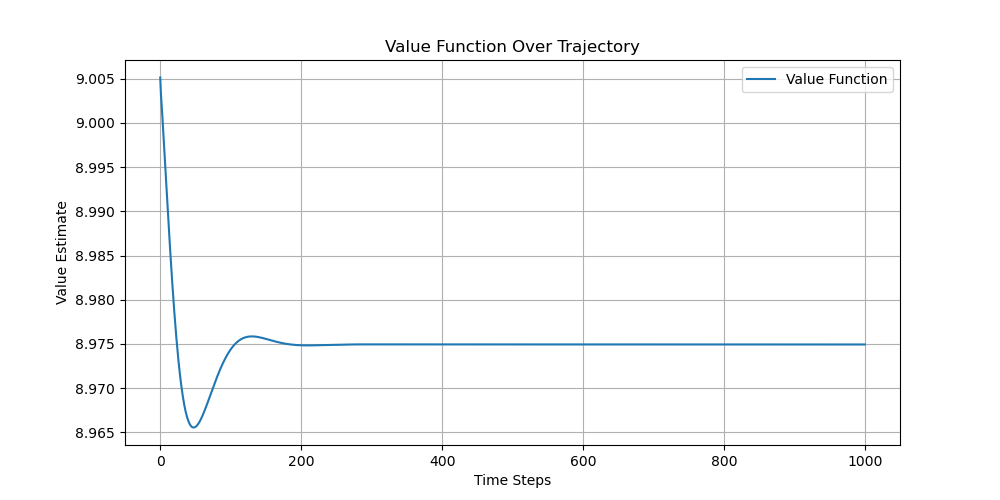 Value Function Over Trajectory
Value Function
Value Estimate
9.005
9.000
8.995
8.990
8.985
8.980
8.975
8.970
8.965
0 200 400 600 800 1000
Time Steps